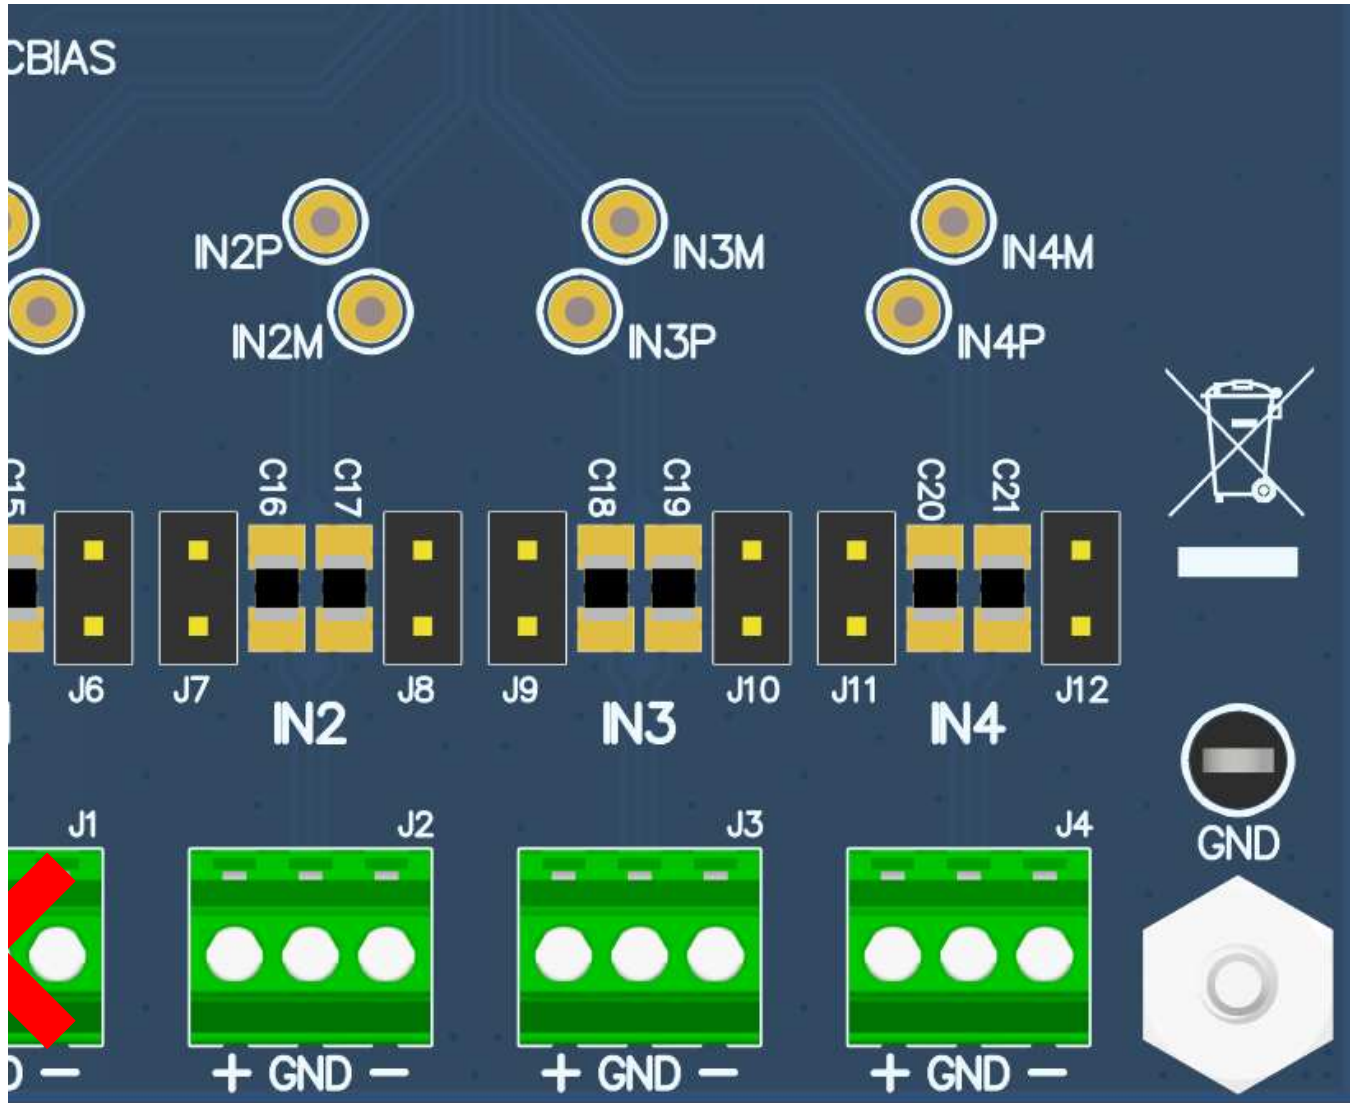 CBIAS
IN2P IN3M IN4M
IN2M IN3P IN4P
C15 C16 C17 C18 C19 C20 C21
J6 J7 J8 J9 J10 J11 J12
IN2 IN3 IN4
J1 J2 J3 J4
GND
− + GND − + GND − + GND −